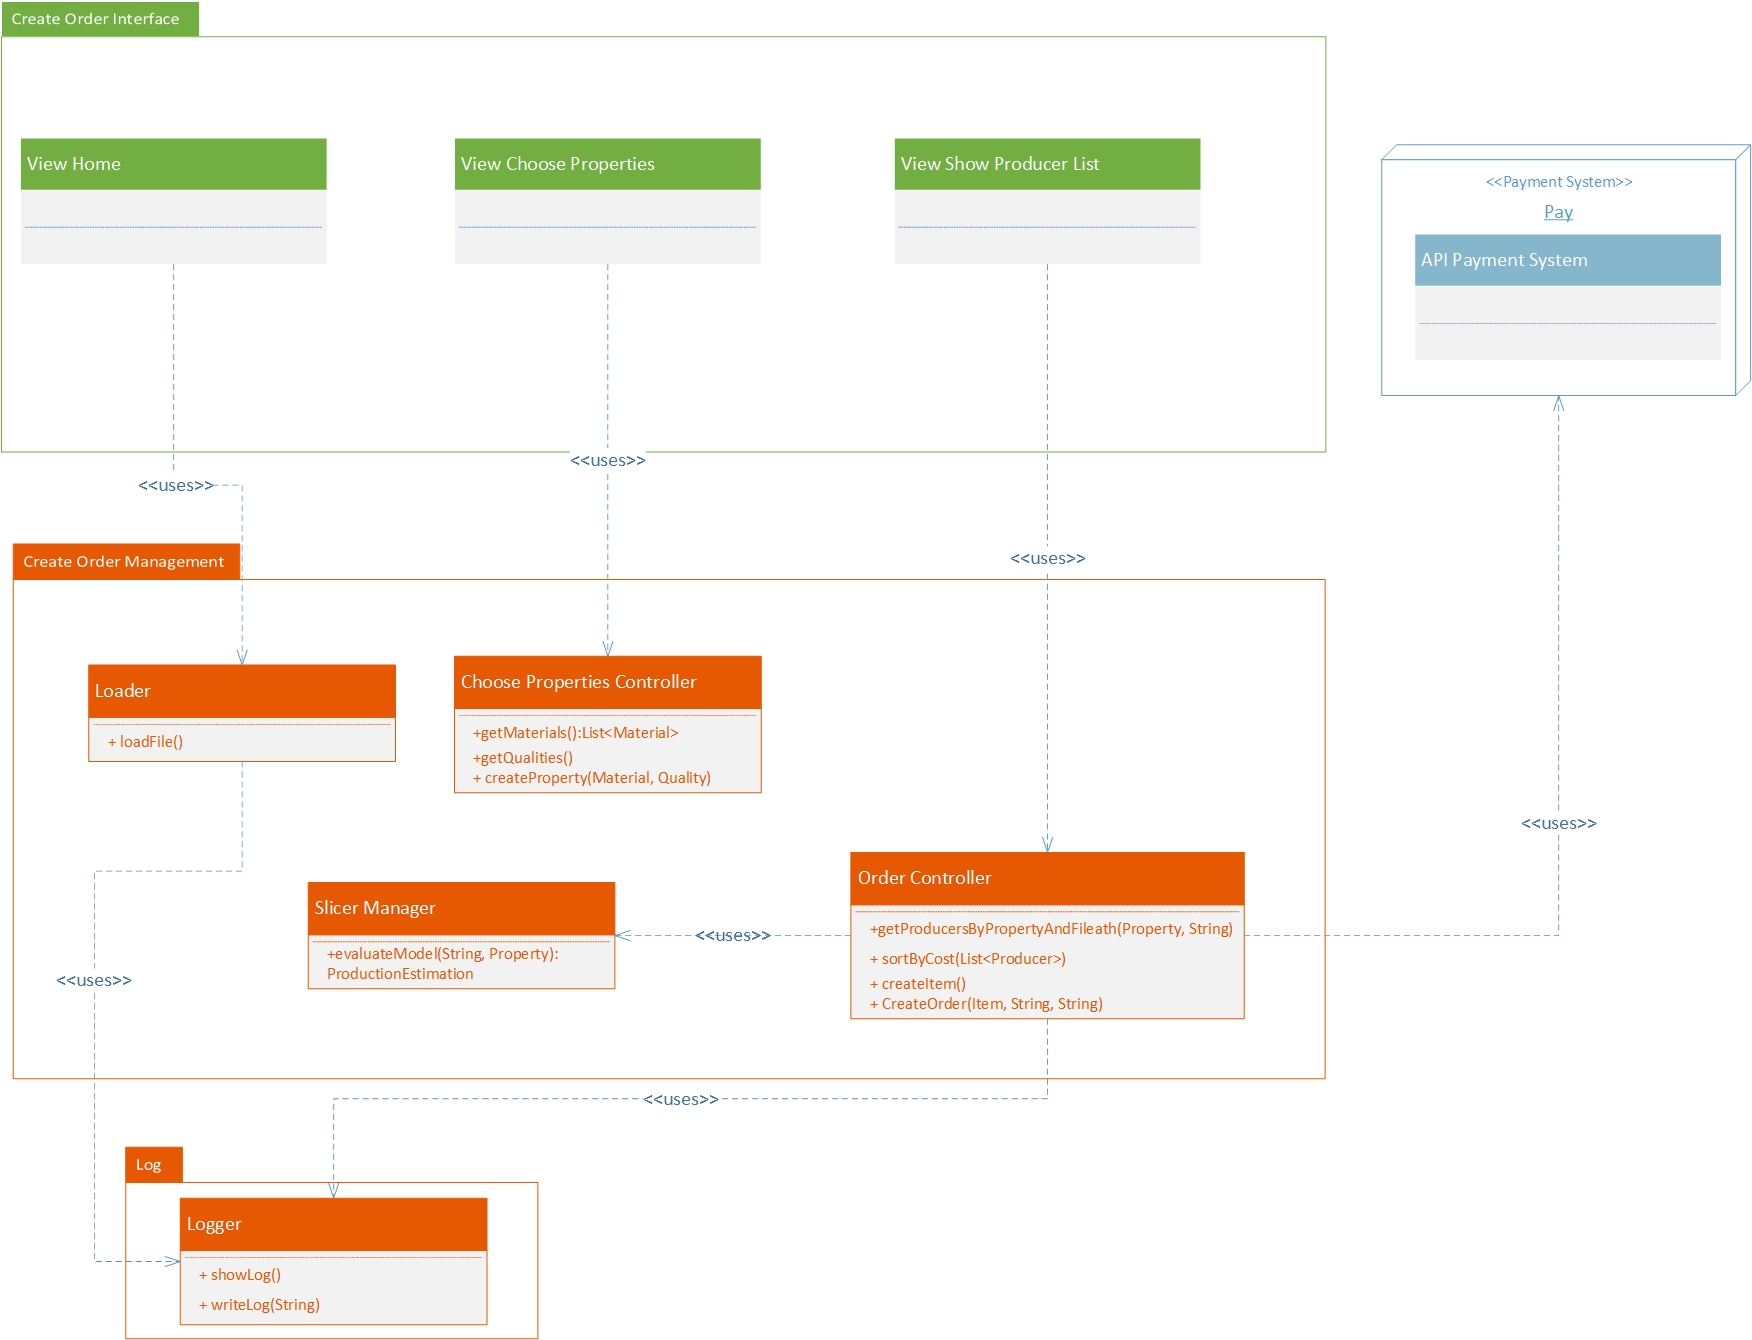 Create Order Interface
View Home
View Choose Properties
View Show Producer List
<<Payment System>>
Pay
API Payment System
<<uses>>
<<uses>>
<<uses>>
Create Order Management
Loader
+ loadFile()
Choose Properties Controller
+getMaterials():List<Material>
+getQualities()
+ createProperty(Material, Quality)
<<uses>>
Slicer Manager
+evaluateModel(String, Property):
ProductionEstimation
<<uses>>
Order Controller
+getProducersByPropertyAndFileath(Property, String)
+ sortByCost(List<Producer>)
+ createItem()
+ CreateOrder(Item, String, String)
<<uses>>
<<uses>>
Log
Logger
+ showLog()
+ writeLog(String)